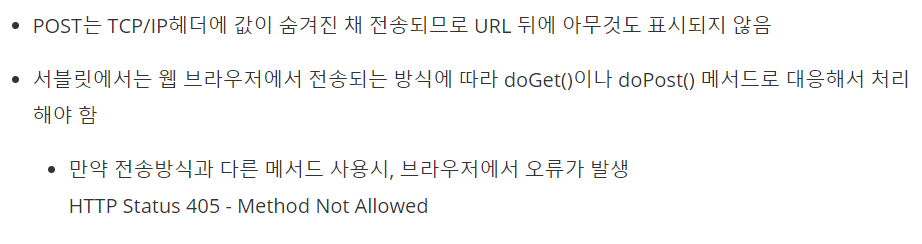 POST는 TCP/IP헤더에 값이 숨겨진 채 전송되므로 URL 뒤에 아무것도 표시되지 않음
서블릿에서는 웹 브라우저에서 전송되는 방식에 따라 doGet()이나 doPost() 메서드로 대응해서 처리
해야 함
만약 전송방식과 다른 메서드 사용시, 브라우저에서 오류가 발생
HTTP Status 405 - Method Not Allowed